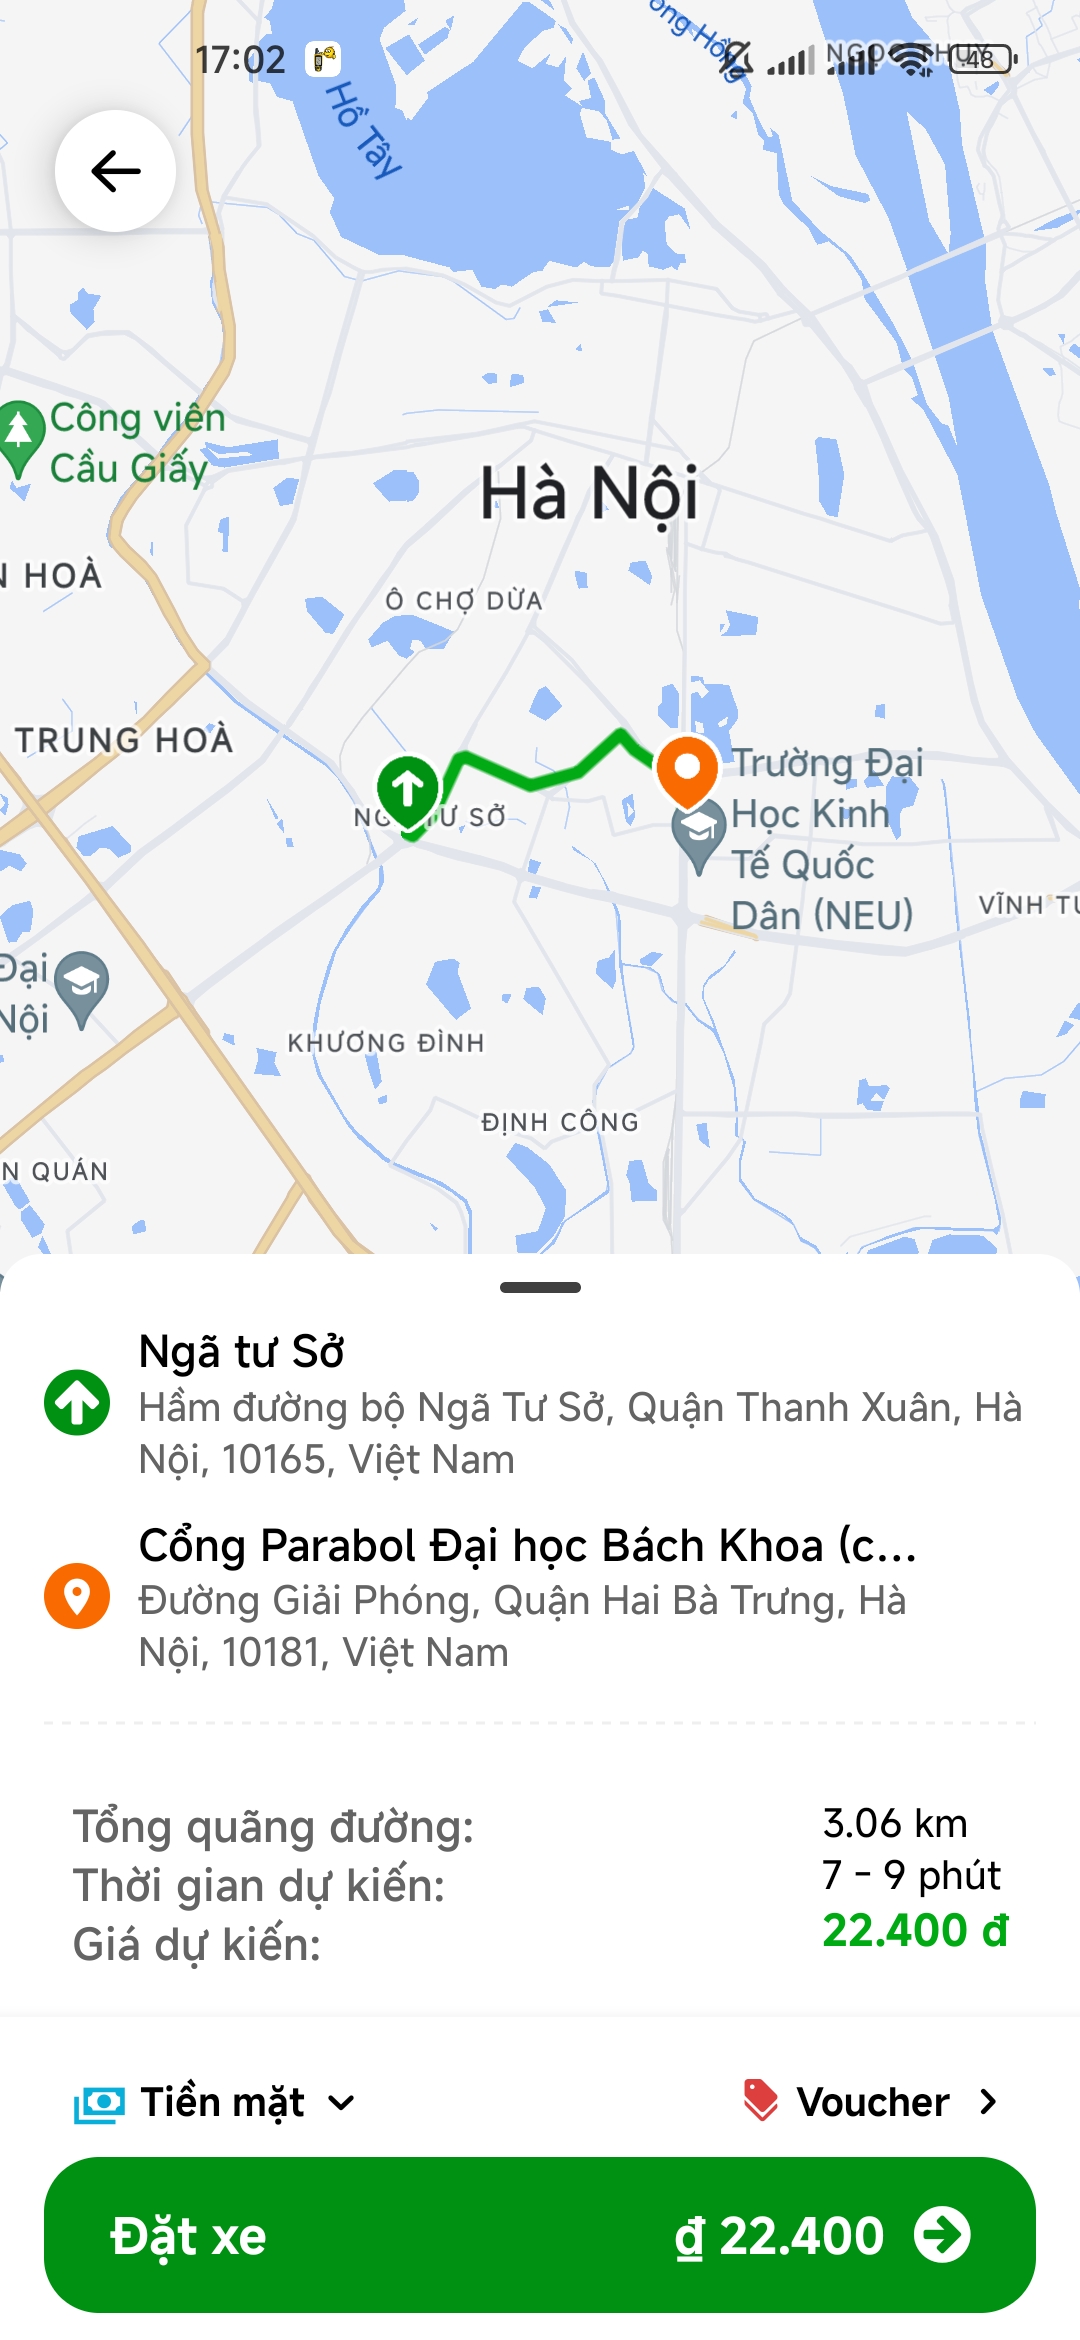 17:02
48
NGỌC THỤY
Hồ Tây
Công viên
Cầu Giấy
Hà Nội
HOÀ
Ô CHỢ DỪA
TRUNG HOÀ
Trường Đại
Học Kinh
Tế Quốc
Dân (NEU)
SỞ
VĨNH
Đại
Nội
KHƯƠNG ĐÌNH
ĐỊNH CÔNG
QUÁN
Ngã tư Sở
Hầm đường bộ Ngã Tư Sở, Quận Thanh Xuân, Hà
Nội, 10165, Việt Nam
Cổng Parabol Đại học Bách Khoa (c...
Đường Giải Phóng, Quận Hai Bà Trưng, Hà
Nội, 10181, Việt Nam
Tổng quãng đường: 3.06 km
Thời gian dự kiến: 7 - 9 phút
Giá dự kiến: 22.400 đ
Tiền mặt
Voucher
Đặt xe ₫ 22.400